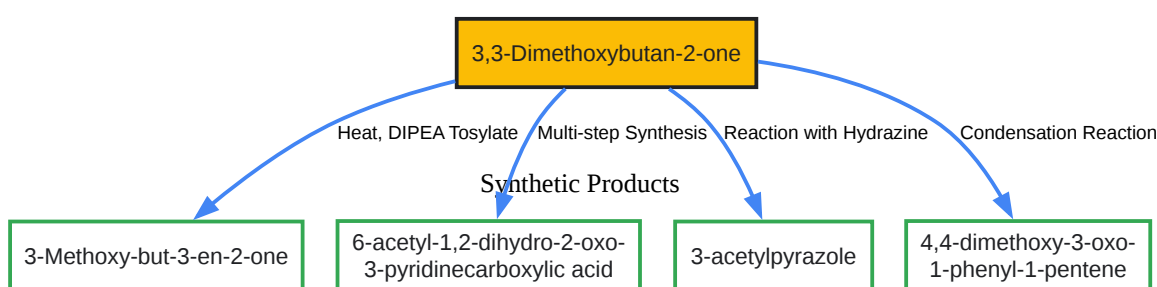 3,3-Dimethoxybutan-2-one
Heat, DIPEA Tosylate
Multi-step Synthesis
Reaction with Hydrazine
Condensation Reaction
Synthetic Products
3-Methoxy-but-3-en-2-one
6-acetyl-1,2-dihydro-2-oxo-
3-pyridinecarboxylic acid
3-acetylpyrazole
4,4-dimethoxy-3-oxo-
1-phenyl-1-pentene